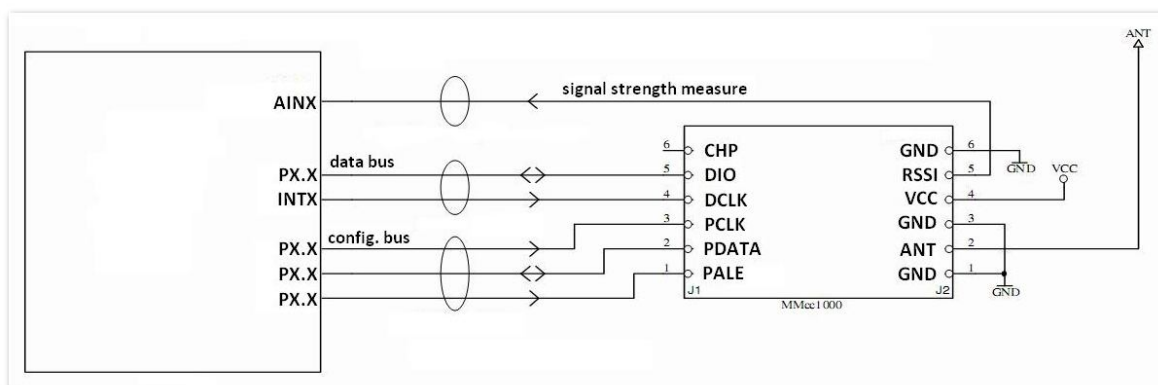 ANT
AINX
signal strength measure
6 CHP GND 6
GND
data bus
PX.X
5 DIO RSSI 5
VCC
INTX
4 DCLK VCC 4
3 PCLK GND 3
config. bus
PX.X
2 PDATA ANT 2
PX.X
1 PALE GND 1
GND
PX.X
J1 J2
MMcc1000